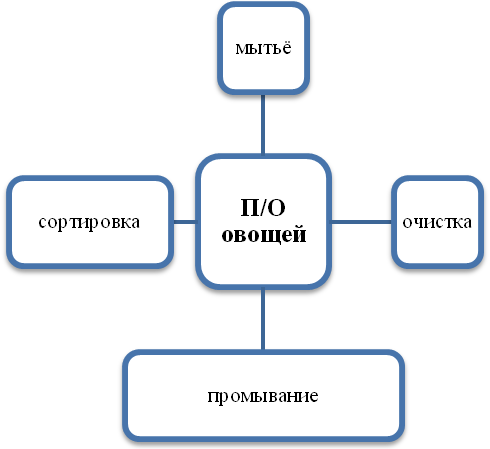 мытьё
сортировка
П/О
овощей
очистка
промывание